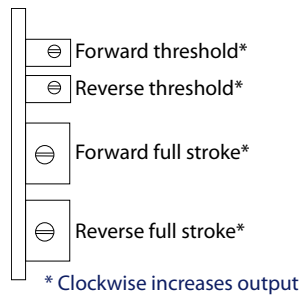 Forward threshold*
Reverse threshold*
Forward full stroke*
Reverse full stroke*
* Clockwise increases output